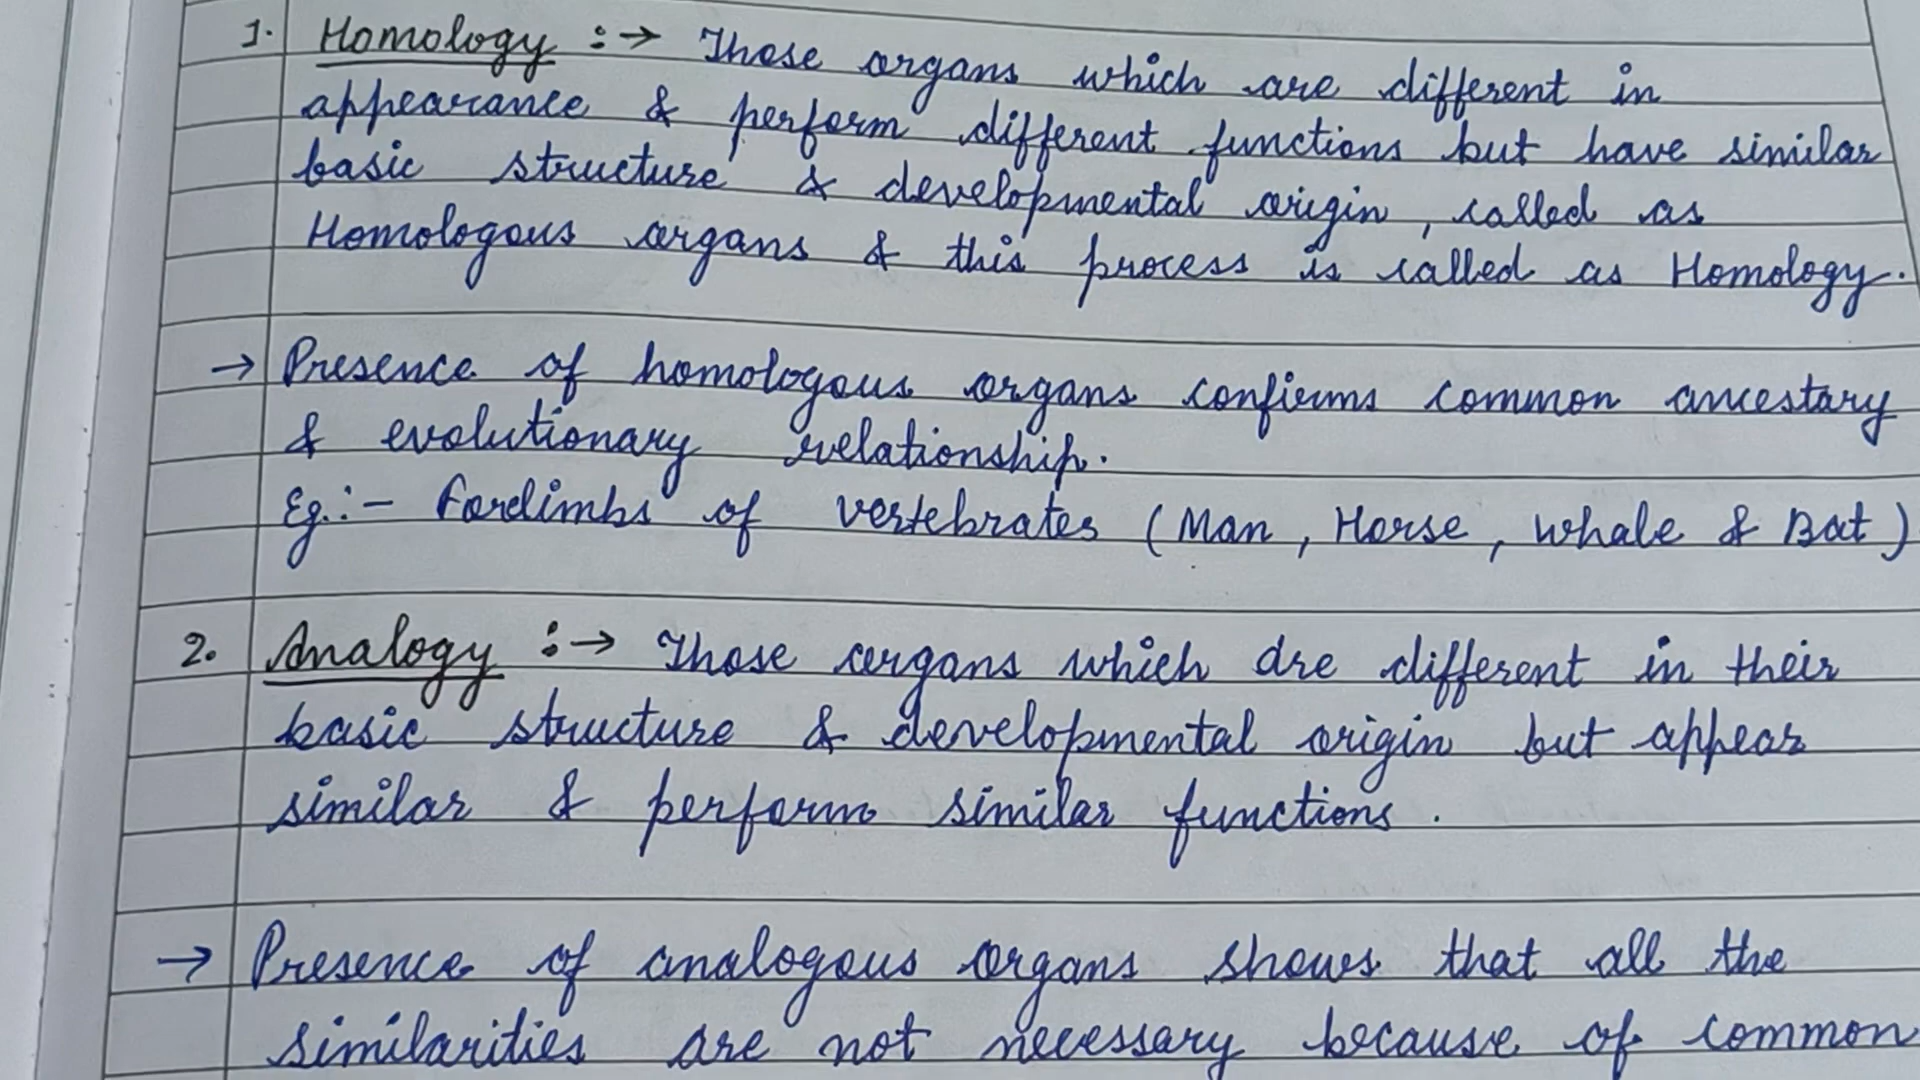 1. Homology :→ Those organs which are different in
appearance & perform different functions but have similar
basic structure & developmental origin, called as
Homologous organs & this process is called as Homology.
→ Presence of homologous organs confirms common ancestary
& evolutionary relationship.
Eg.:- Forelimbs of vertebrates (Man, Horse, Whale & Bat)
2. Analogy :→ Those organs which are different in their
basic structure & developmental origin but appear
similar & perform similar functions.
→ Presence of analogous organs shows that all the
similarities are not necessary because of common